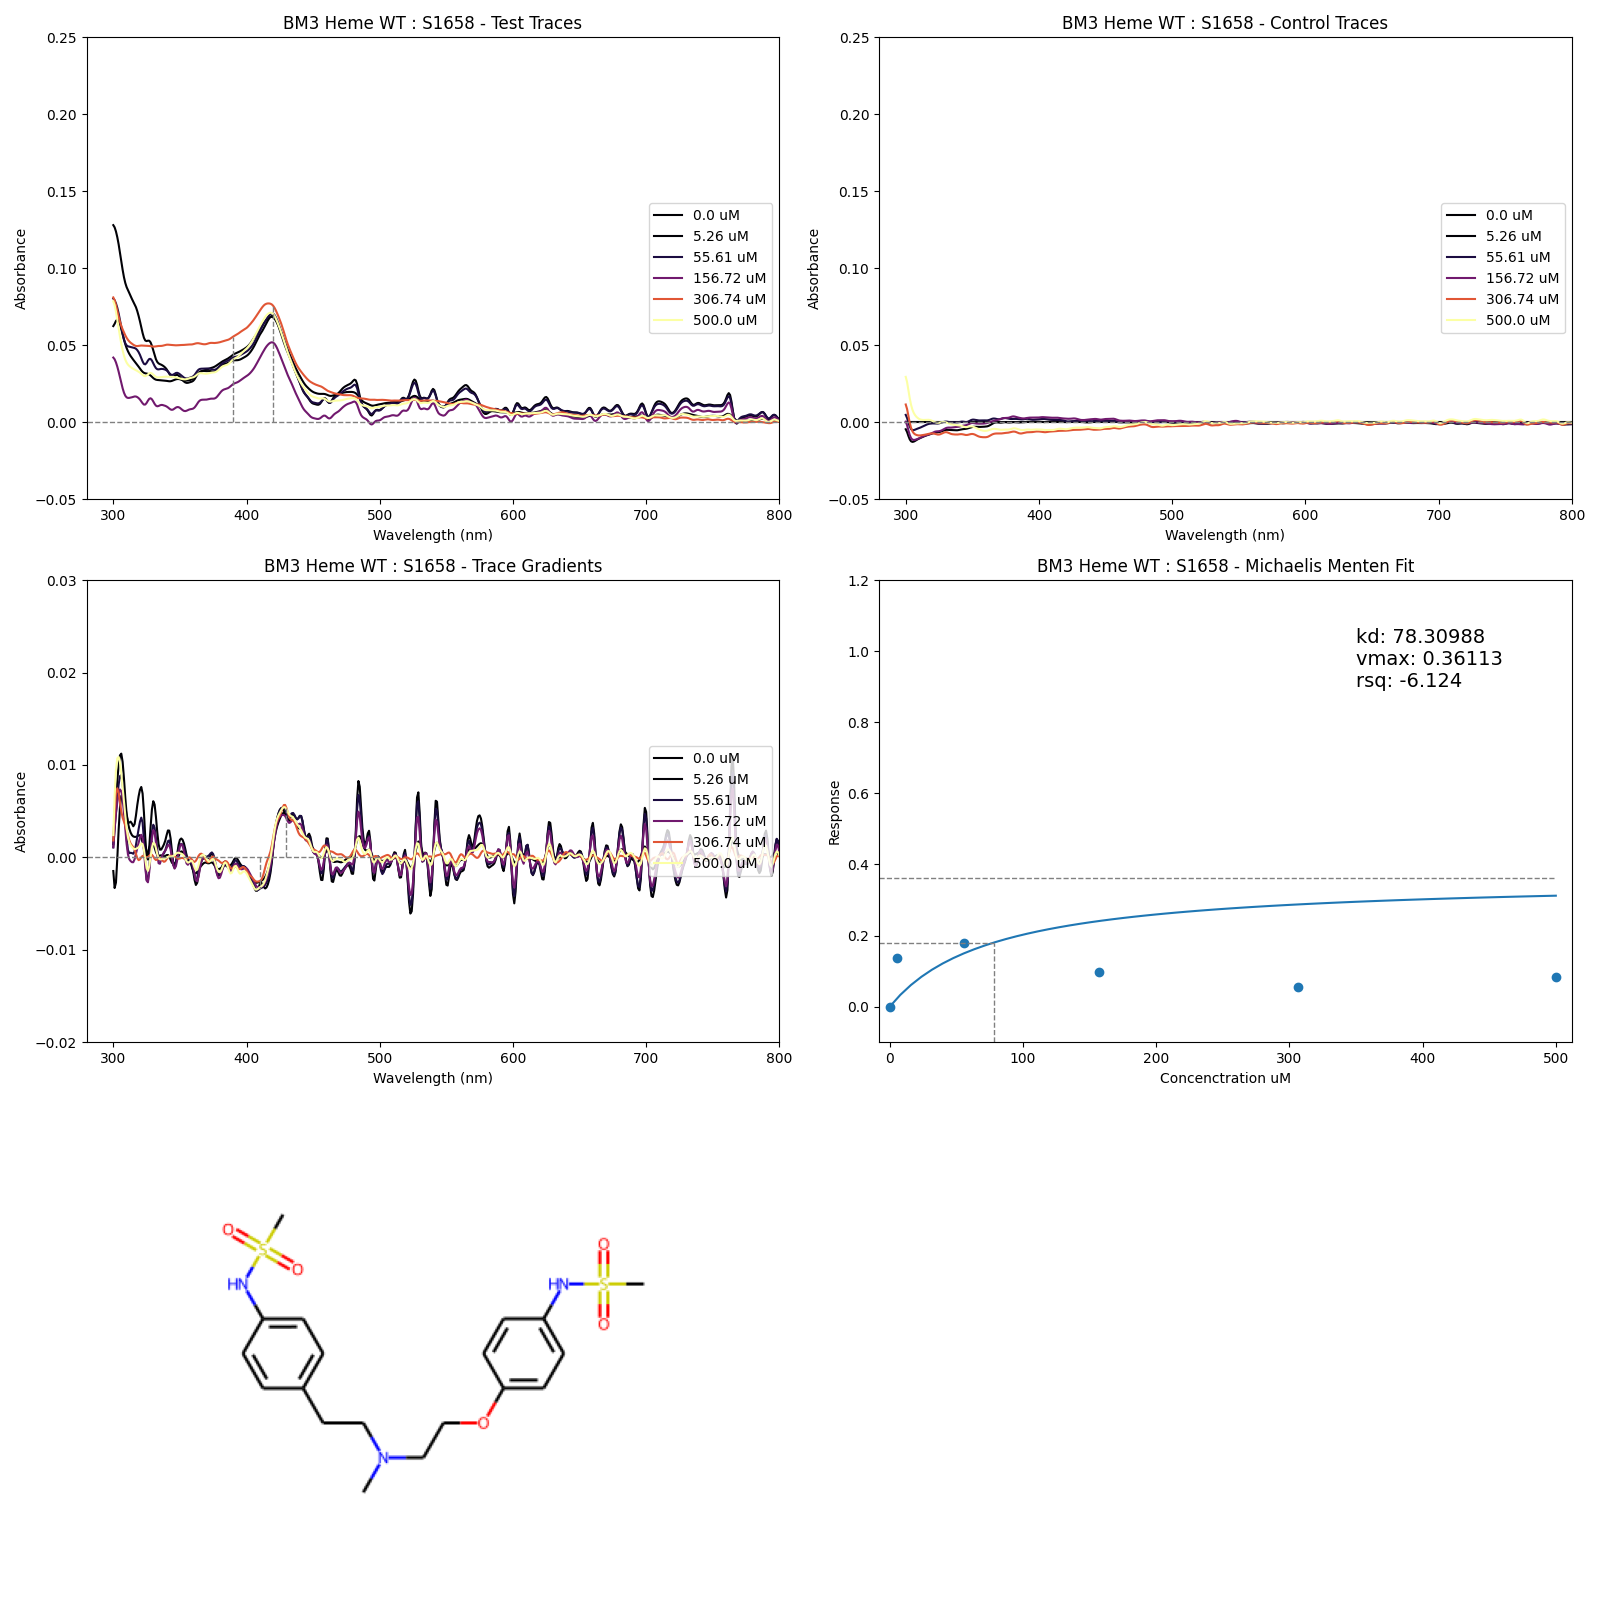 BM3 Heme WT : S1658 - Test Traces
0.25
0.20
0.15
0.10
0.05
0.00
−0.05
Absorbance
300
400
500
600
700
800
Wavelength (nm)
0.0 uM
5.26 uM
55.61 uM
156.72 uM
306.74 uM
500.0 uM
BM3 Heme WT : S1658 - Control Traces
0.25
0.20
0.15
0.10
0.05
0.00
−0.05
Absorbance
300
400
500
600
700
800
Wavelength (nm)
0.0 uM
5.26 uM
55.61 uM
156.72 uM
306.74 uM
500.0 uM
BM3 Heme WT : S1658 - Trace Gradients
0.03
0.02
0.01
0.00
−0.01
−0.02
Absorbance
300
400
500
600
700
800
Wavelength (nm)
0.0 uM
5.26 uM
55.61 uM
156.72 uM
306.74 uM
500.0 uM
BM3 Heme WT : S1658 - Michaelis Menten Fit
1.2
1.0
0.8
0.6
0.4
0.2
0.0
Response
kd: 78.30988
vmax: 0.36113
rsq: -6.124
0
100
200
300
400
500
Concenctration uM
O
S
O
HN
O
HN
S
O
O
N